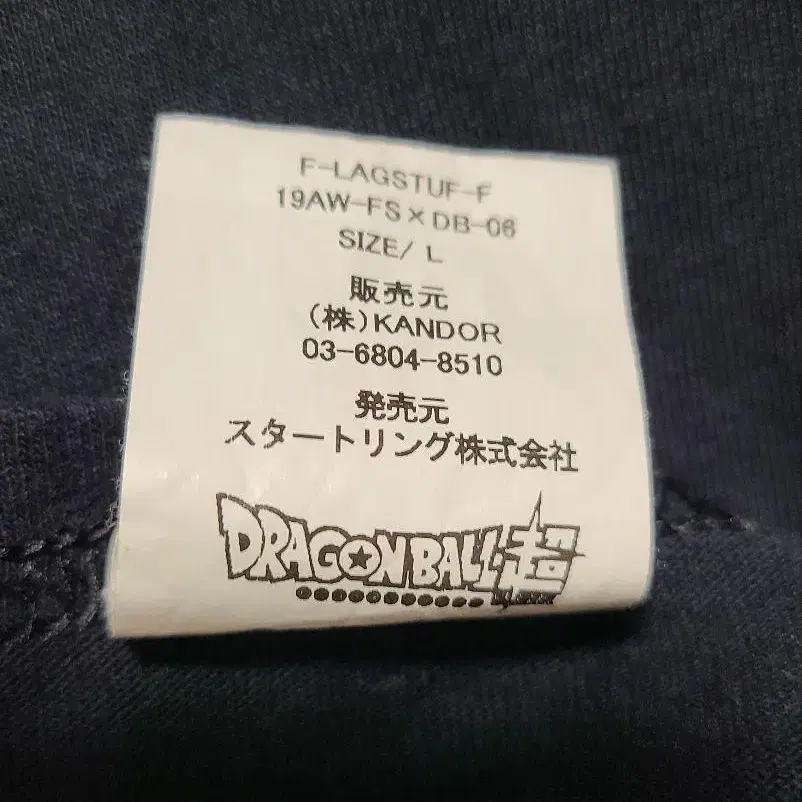 F-LAGSTUF-F
19AW-FS×DB-06
SIZE/ L
販売元
(株)KANDOR
03-6804-8510
発売元
スタートリング株式会社
DRAGONBALL超